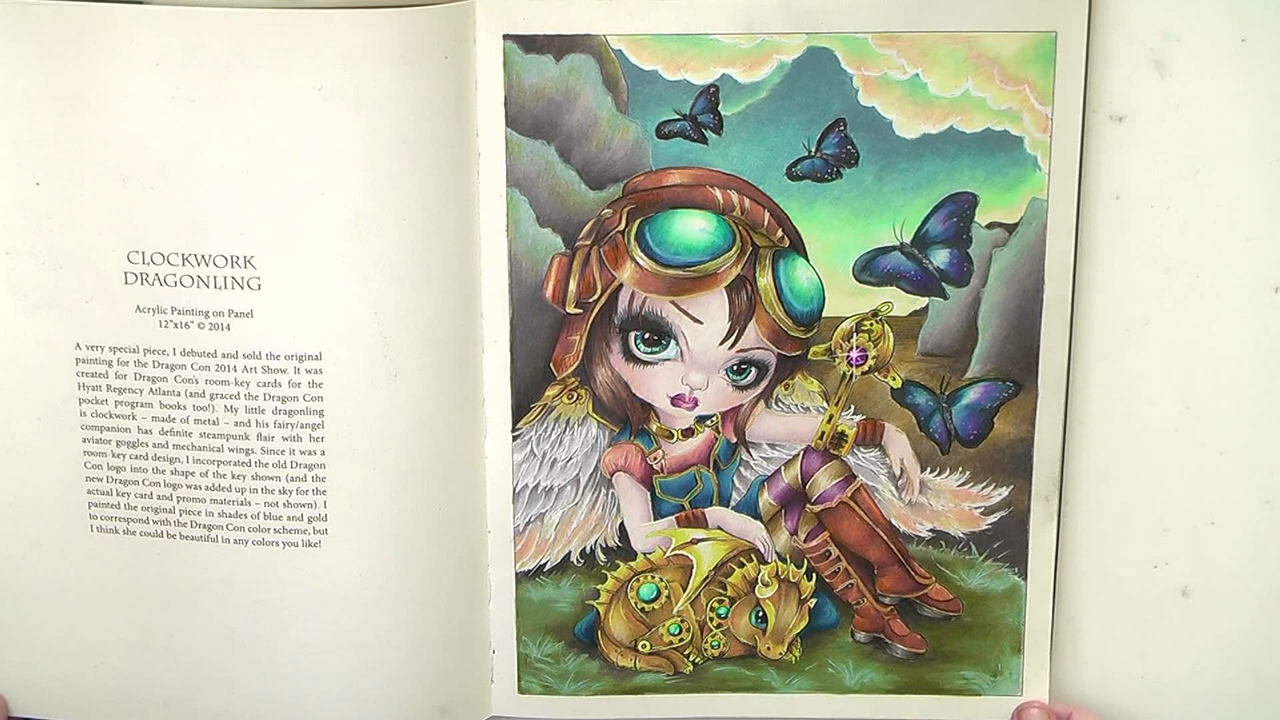 CLOCKWORK
DRAGONLING
Acrylic Painting on Panel
12"x16" © 2014
A very special piece, I debuted and sold the original
painting for the Dragon Con 2014 Art Show. It was
created for Dragon Con's room-key cards for the
Hyatt Regency Atlanta (and graced the Dragon Con
pocket program books too!). My little dragonling
is clockwork – made of metal – and his fairy/angel
companion has definite steampunk flair with her
aviator goggles and mechanical wings. Since it was a
room-key card design, I incorporated the old Dragon
Con logo into the shape of the key shown (and the
new Dragon Con logo was added up in the sky for the
actual key card and promo materials – not shown). I
painted the original piece in shades of blue and gold
to correspond with the Dragon Con color scheme, but
I think she could be beautiful in any colors you like!